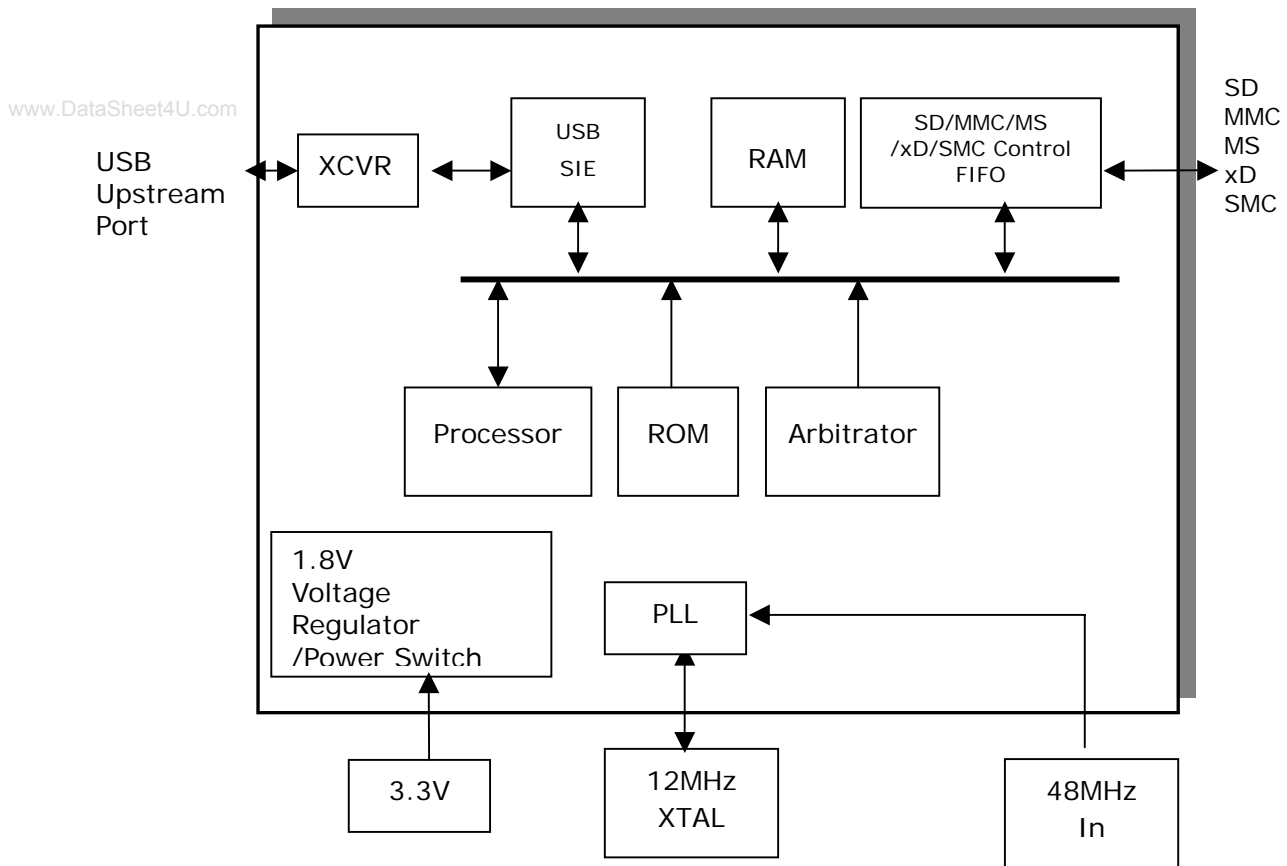 www.DataSheet4U.com
USB
Upstream
Port
XCVR
USB
SIE
RAM
SD/MMC/MS
/xD/SMC Control
FIFO
SD
MMC
MS
xD
SMC
Processor
ROM
Arbitrator
1.8V
Voltage
Regulator
/Power Switch
PLL
3.3V
12MHz
XTAL
48MHz
In